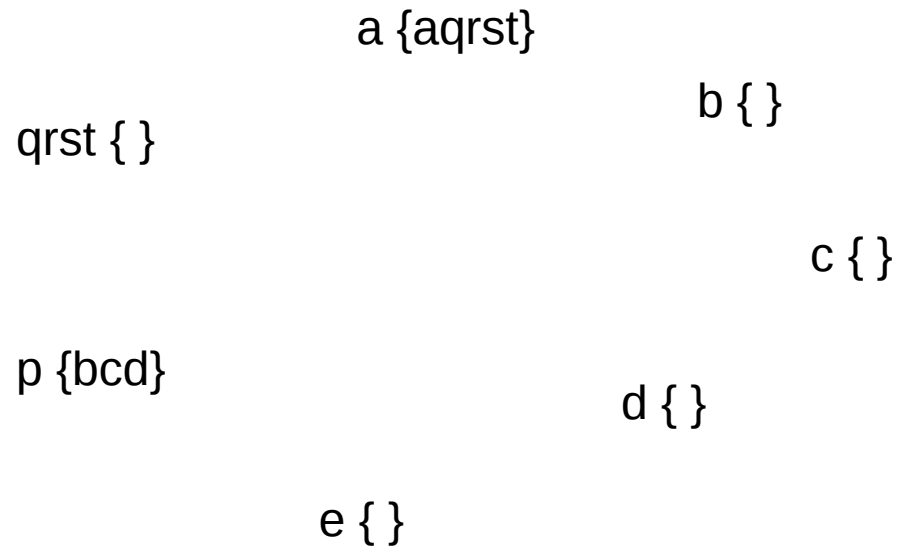 a {aqrst}
b { }
qrst { }
c { }
p {bcd}
d { }
e { }